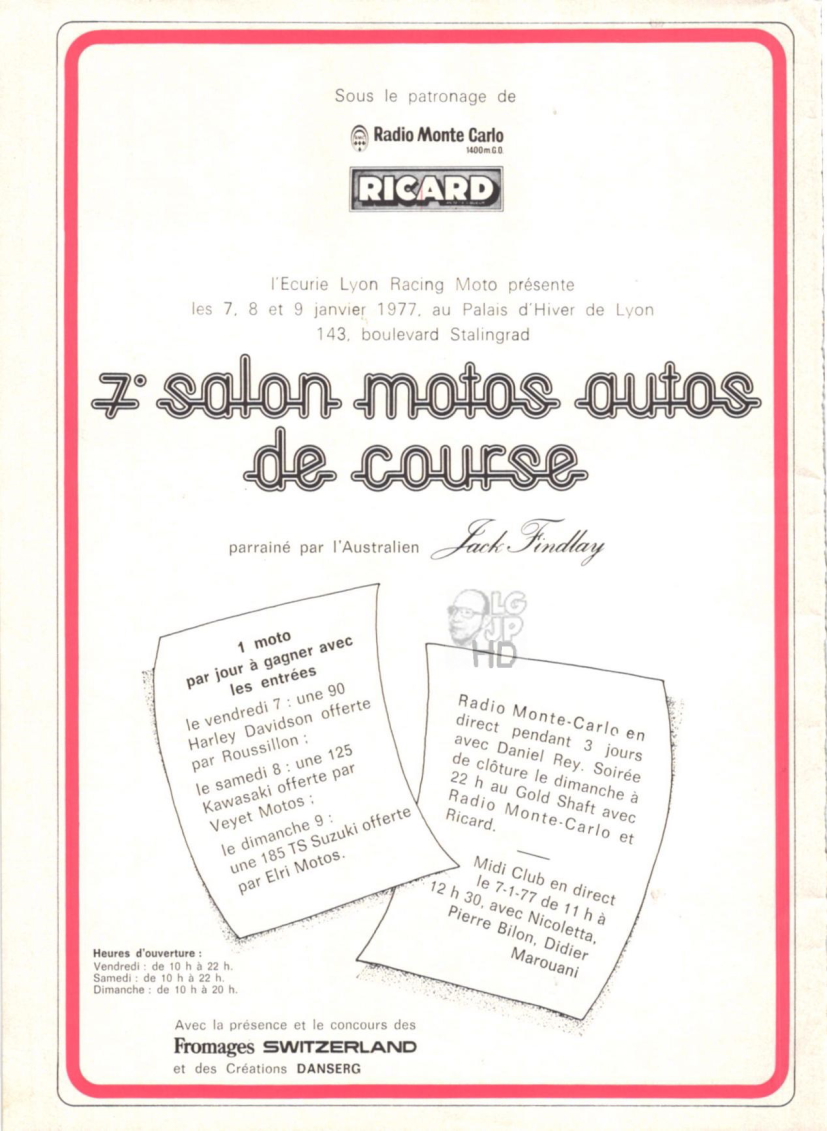 Sous le patronage de
Radio Monte Carlo
1400 m.G.O.
RICARD
l'Ecurie Lyon Racing Moto présente
les 7, 8 et 9 janvier 1977, au Palais d'Hiver de Lyon
143, boulevard Stalingrad
7e salon motos autos
de course
parrainé par l'Australien Jack Findlay
LG
JP
HD
1 moto
par jour à gagner avec
les entrées
le vendredi 7 : une 90
Harley Davidson offerte
par Roussillon ;
le samedi 8 : une 125
Kawasaki offerte par
Veyet Motos ;
le dimanche 9 :
une 185 TS Suzuki offerte
par Elri Motos.
Radio Monte-Carlo en
direct pendant 3 jours
avec Daniel Rey. Soirée
de clôture le dimanche à
22 h au Gold Shaft avec
Radio Monte-Carlo et
Ricard.
Midi Club en direct
le 7-1-77 de 11 h à
12 h 30, avec Nicoletta,
Pierre Bilon, Didier
Marouani
Heures d'ouverture :
Vendredi : de 10 h à 22 h.
Samedi : de 10 h à 22 h.
Dimanche : de 10 h à 20 h.
Avec la présence et le concours des
Fromages SWITZERLAND
et des Créations DANSERG